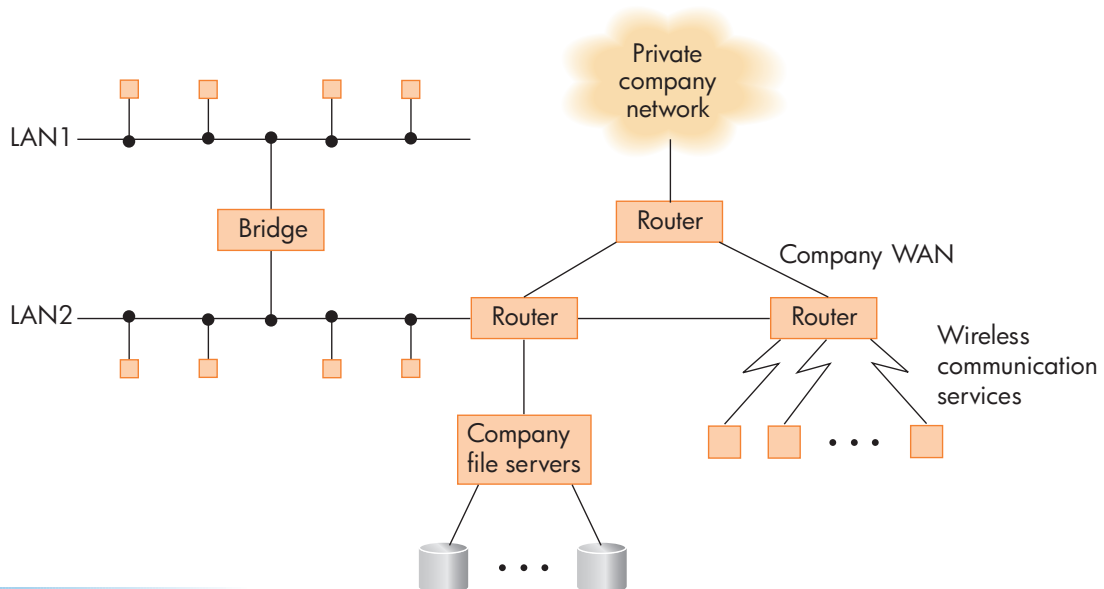 Private
company
network
LAN1
Bridge
Router
Company WAN
LAN2
Router
Router
Wireless
communication
services
Company
file servers